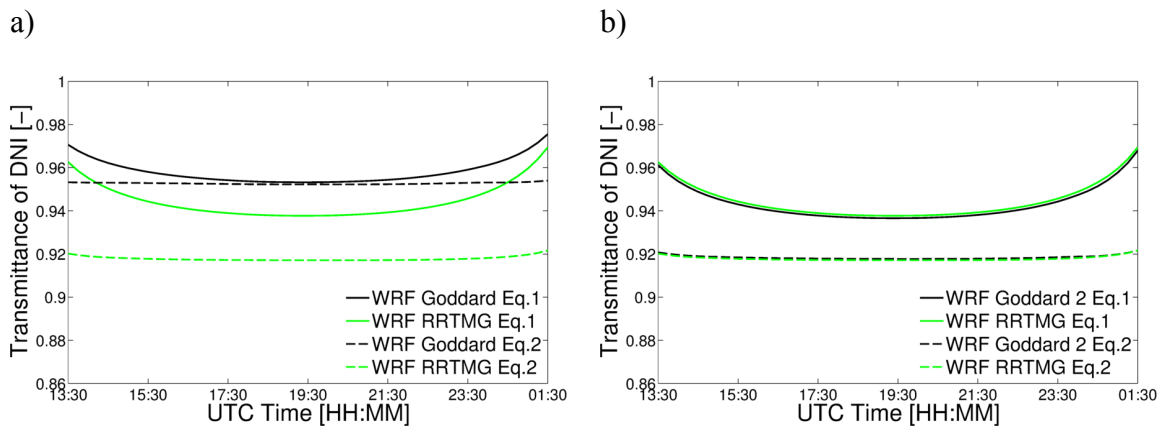 a)
b)
Transmittance of DNI [−]
1
0.98
0.96
0.94
0.92
0.9
0.88
0.86
WRF Goddard Eq.1
WRF RRTMG Eq.1
WRF Goddard Eq.2
WRF RRTMG Eq.2
13:30 15:30 17:30 19:30 21:30 23:30 01:30
UTC Time [HH:MM]
Transmittance of DNI [−]
1
0.98
0.96
0.94
0.92
0.9
0.88
0.86
WRF Goddard 2 Eq.1
WRF RRTMG Eq.1
WRF Goddard 2 Eq.2
WRF RRTMG Eq.2
13:30 15:30 17:30 19:30 21:30 23:30 01:30
UTC Time [HH:MM]